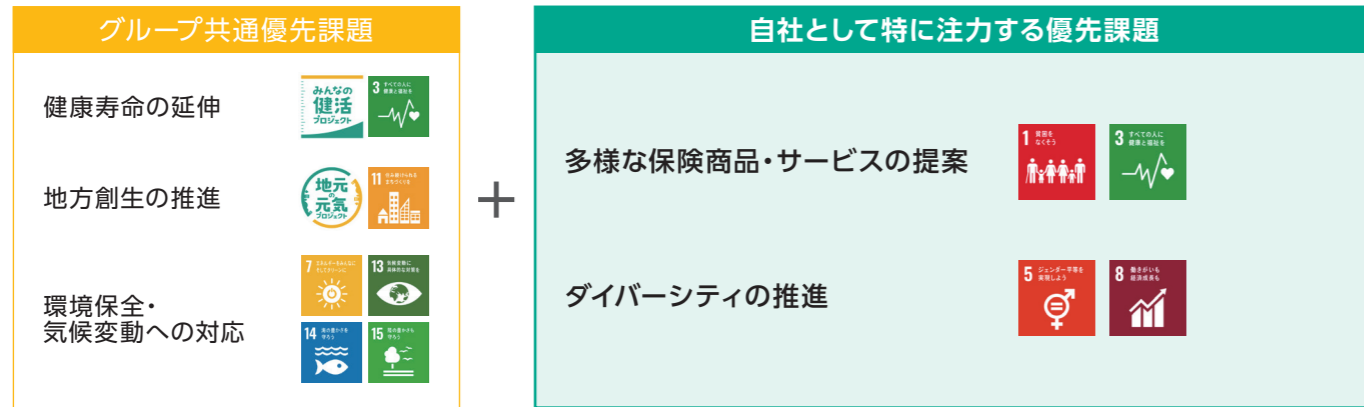 グループ共通優先課題
健康寿命の延伸
みんなの
健活
プロジェクト
3 すべての人に
健康と福祉を
地方創生の推進
地元の
元気
プロジェクト
11 住み続けられる
まちづくりを
環境保全・
気候変動への対応
7 エネルギーをみんなに
そしてクリーンに
13 気候変動に
具体的な対策を
14 海の豊かさを
守ろう
15 陸の豊かさも
守ろう
+
自社として特に注力する優先課題
多様な保険商品・サービスの提案
1 貧困を
なくそう
3 すべての人に
健康と福祉を
ダイバーシティの推進
5 ジェンダー平等を
実現しよう
8 働きがいも
経済成長も